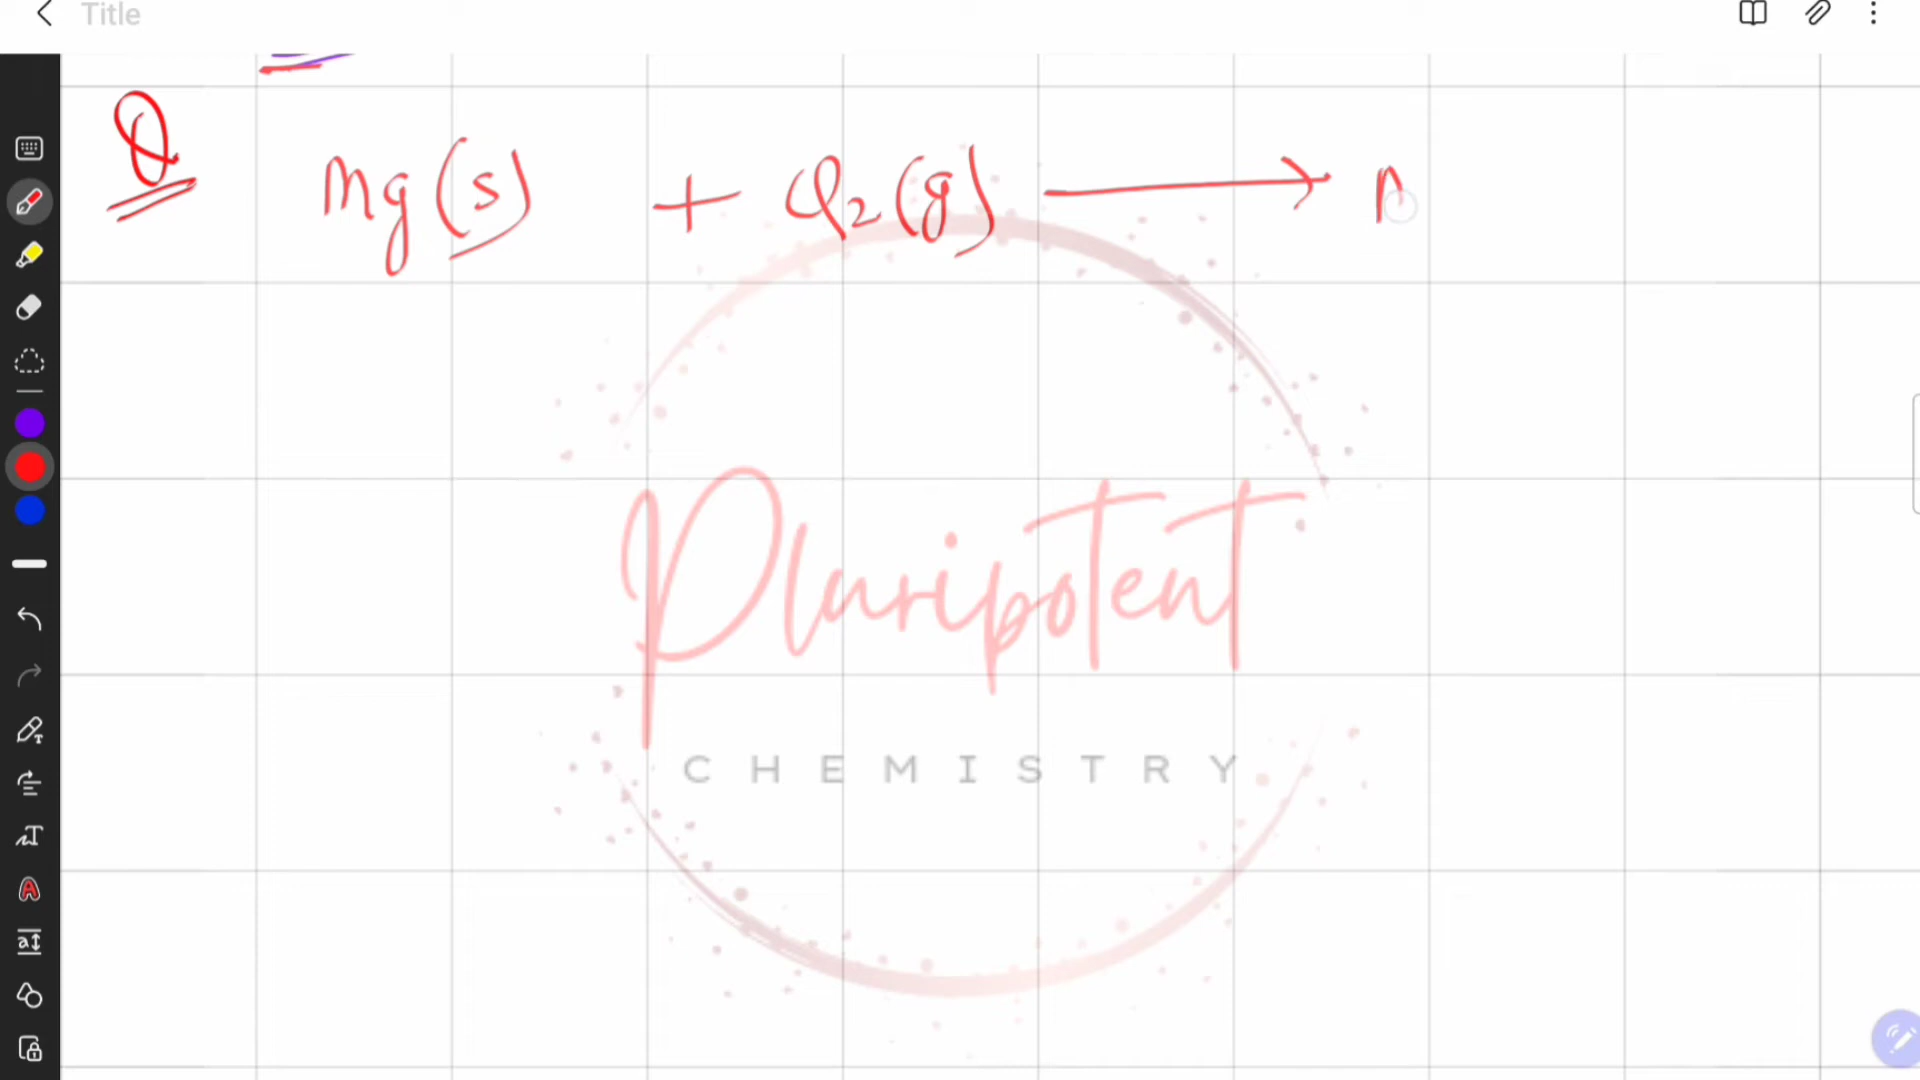 Title
Q Mg(s) + Cl₂(g) ⟶ M
Pluripotent
CHEMISTRY